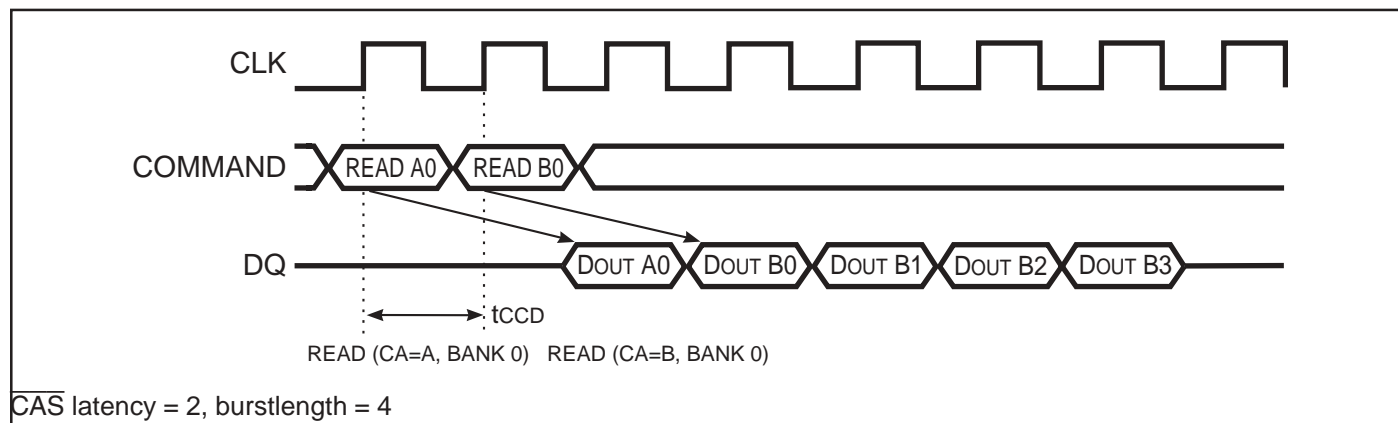 CLK
COMMAND READ A0 READ B0
DQ DOUT A0 DOUT B0 DOUT B1 DOUT B2 DOUT B3
tCCD
READ (CA=A, BANK 0) READ (CA=B, BANK 0)
CAS latency = 2, burstlength = 4